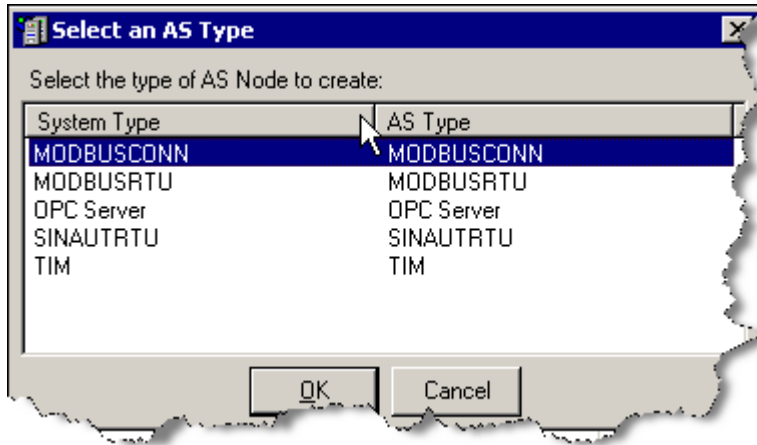 Select an AS Type
Select the type of AS Node to create:
System Type AS Type
MODBUSCONN MODBUSCONN
MODBUSRTU MODBUSRTU
OPC Server OPC Server
SINAUTRTU SINAUTRTU
TIM TIM
OK Cancel